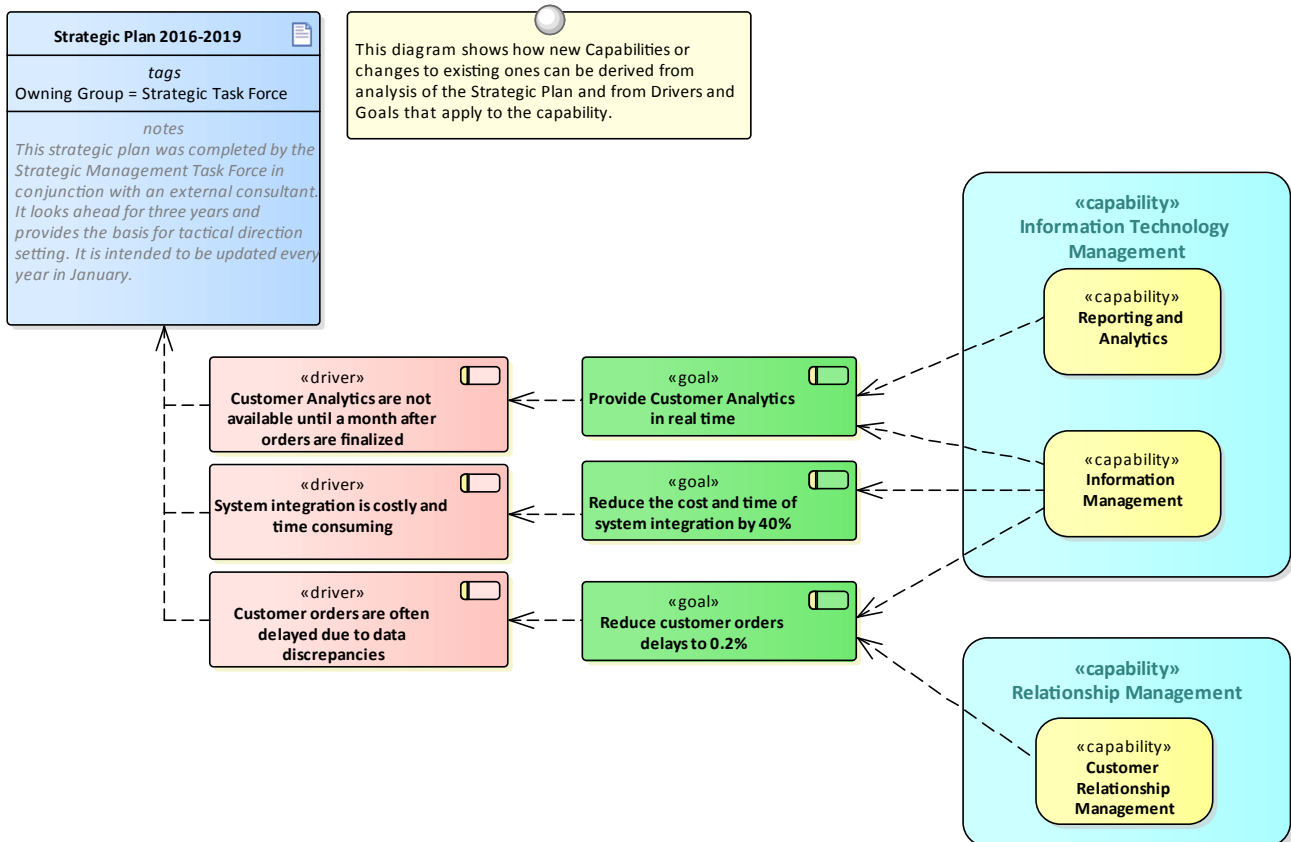 Strategic Plan 2016-2019
tags
Owning Group = Strategic Task Force
notes
This strategic plan was completed by the
Strategic Management Task Force in
conjunction with an external consultant.
It looks ahead for three years and
provides the basis for tactical direction
setting. It is intended to be updated every
year in January.
This diagram shows how new Capabilities or
changes to existing ones can be derived from
analysis of the Strategic Plan and from Drivers and
Goals that apply to the capability.
«driver»
Customer Analytics are not
available until a month after
orders are finalized
«goal»
Provide Customer Analytics
in real time
«driver»
System integration is costly and
time consuming
«goal»
Reduce the cost and time of
system integration by 40%
«driver»
Customer orders are often
delayed due to data
discrepancies
«goal»
Reduce customer orders
delays to 0.2%
«capability»
Information Technology
Management
«capability»
Reporting and
Analytics
«capability»
Information
Management
«capability»
Relationship Management
«capability»
Customer
Relationship
Management